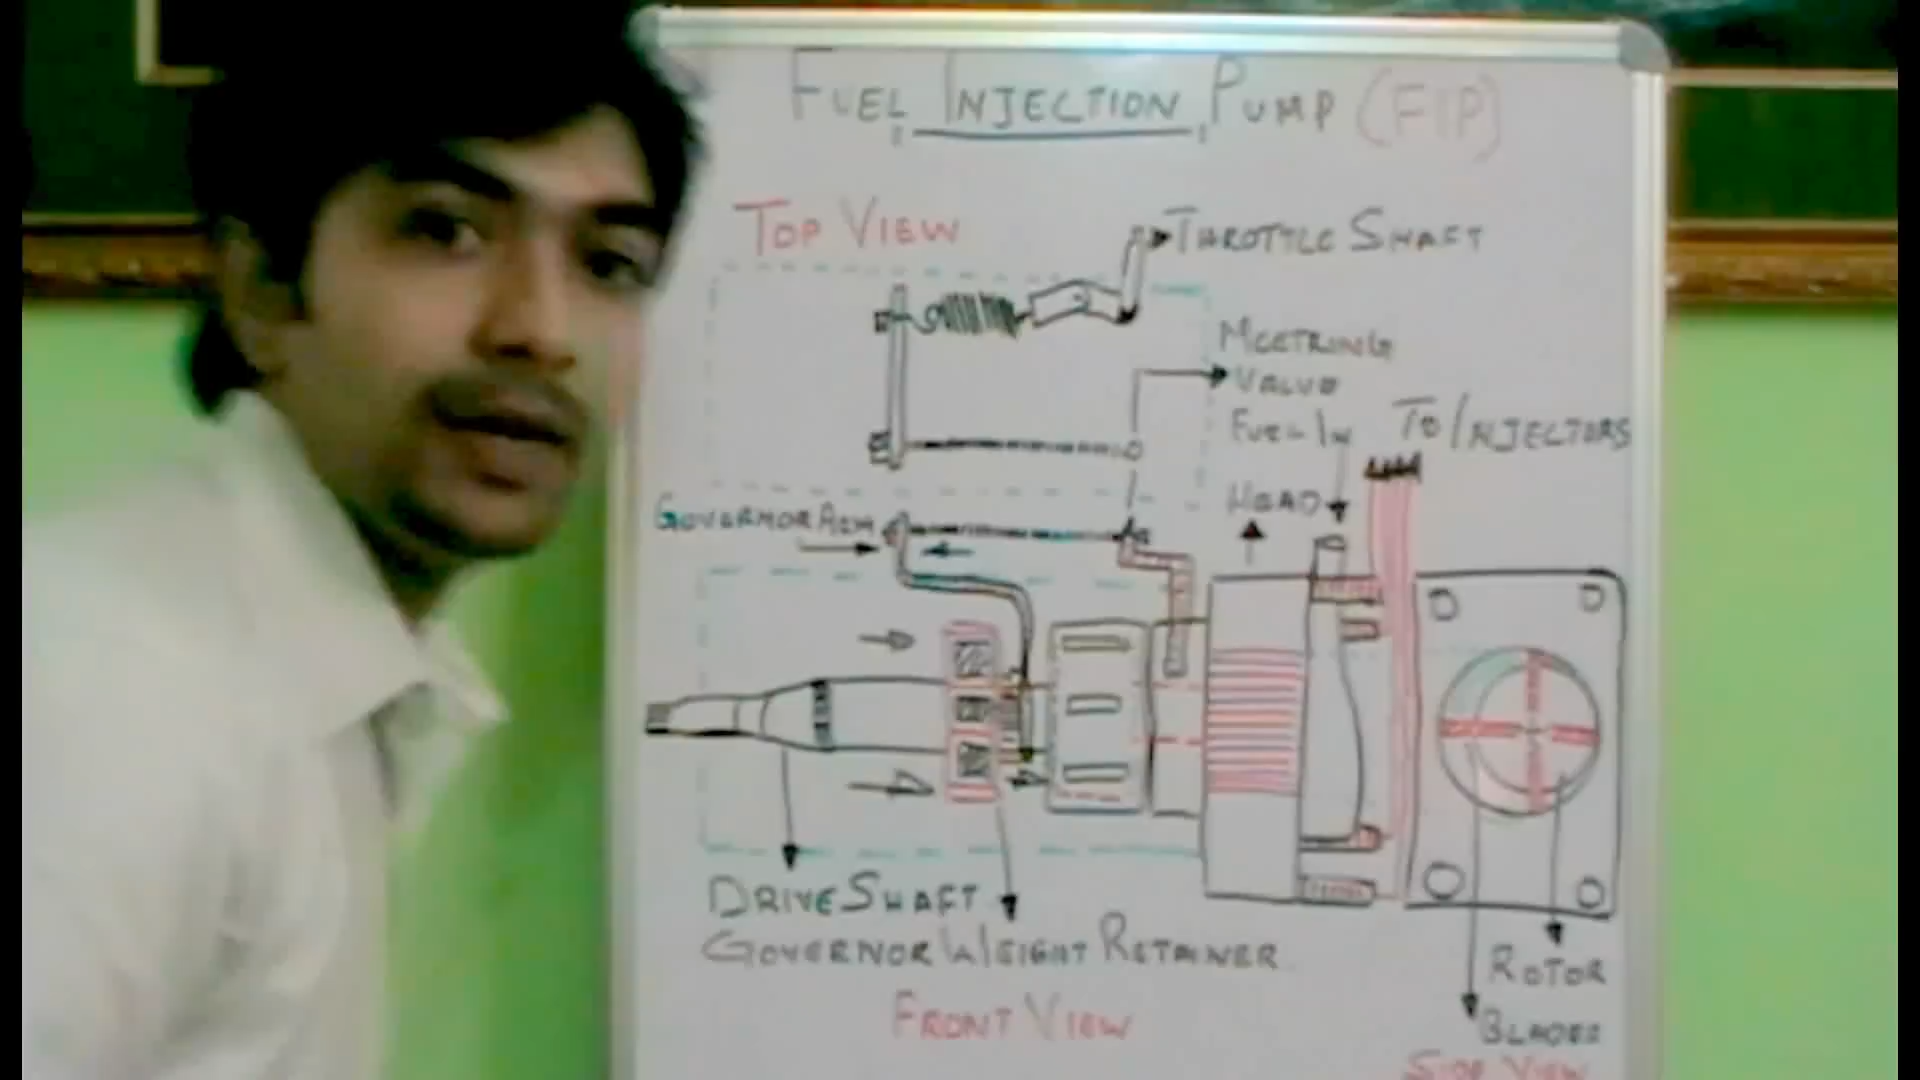 FUEL INJECTION PUMP (FIP)
TOP VIEW
THROTTLE SHAFT
MEETRING
VALVE
FUEL IN
TO INJECTORS
HEAD
GOVERNOR ARM
DRIVE SHAFT
GOVERNOR WEIGHT RETAINER
ROTOR
FRONT VIEW
BLADES
SIDE VIEW